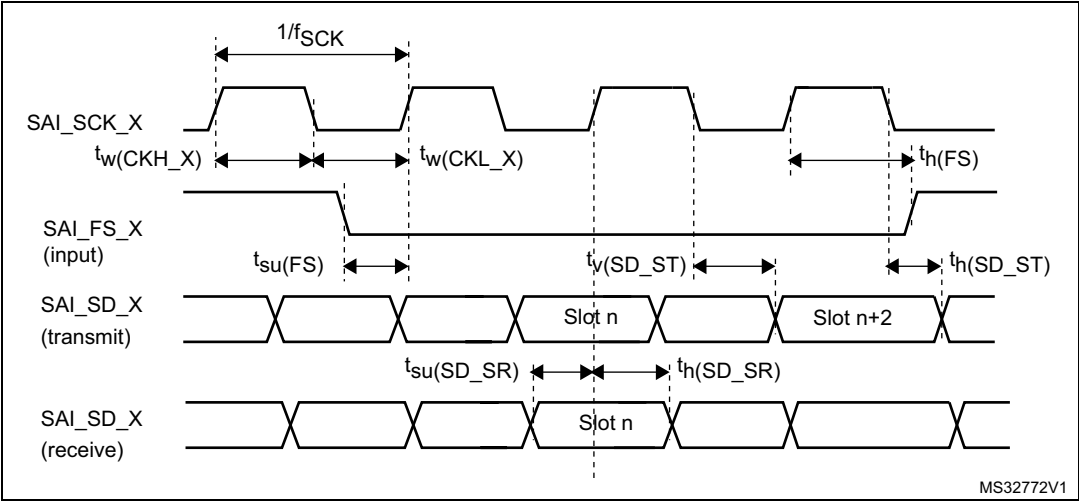 1/fSCK
SAI_SCK_X
tw(CKH_X) tw(CKL_X) th(FS)
SAI_FS_X
(input)
tsu(FS) tv(SD_ST) th(SD_ST)
SAI_SD_X
(transmit)
Slot n Slot n+2
tsu(SD_SR) th(SD_SR)
SAI_SD_X
(receive)
Slot n
MS32772V1